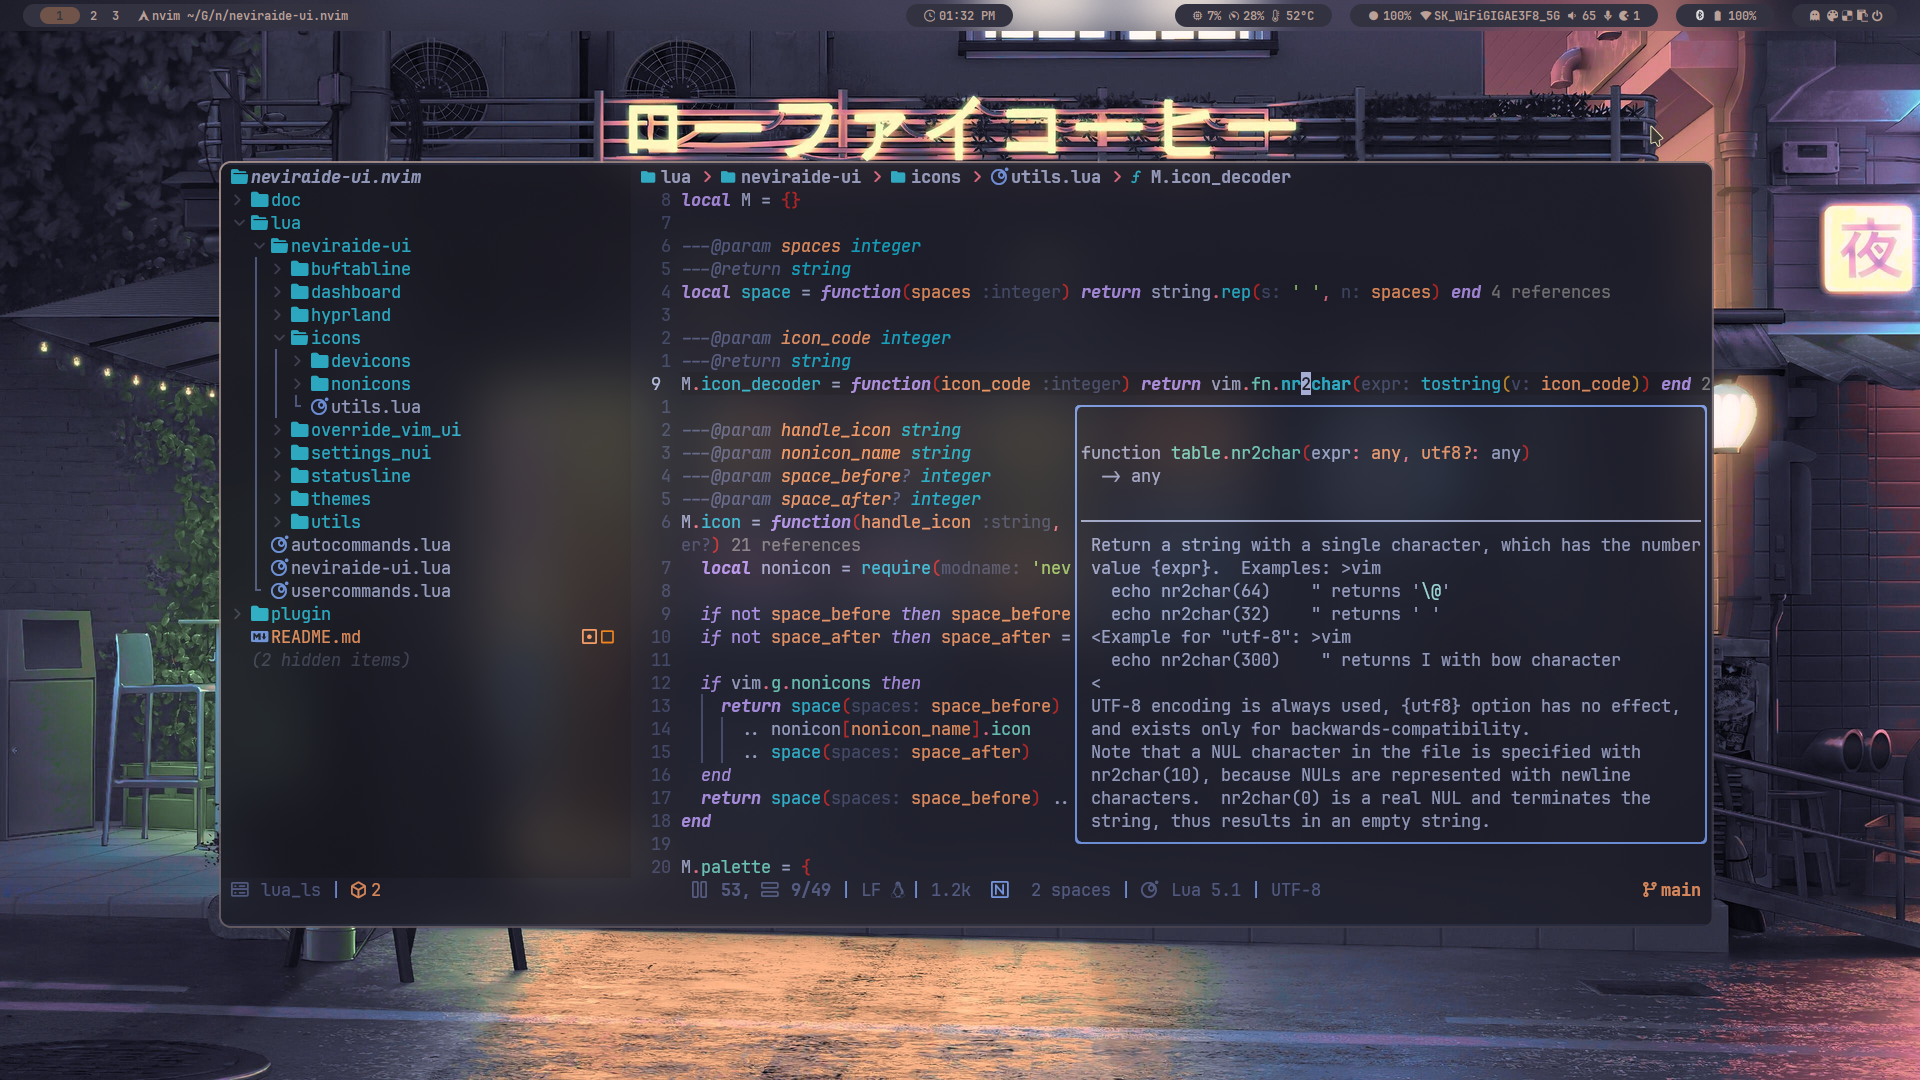 1 2 3 nvim ~/G/n/neviraide-ui.nvim
01:32 PM
7% 28% 52°C
100% SK_WiFiGIGAE3F8_5G 65 1
100%
ローファイコーヒー
夜
neviraide-ui.nvim
doc
lua
neviraide-ui
buftabline
dashboard
hyprland
icons
devicons
nonicons
utils.lua
override_vim_ui
settings_nui
statusline
themes
utils
autocommands.lua
neviraide-ui.lua
usercommands.lua
plugin
README.md
(2 hidden items)
lua > neviraide-ui > icons > utils.lua > ƒ M.icon_decoder
8 local M = {}
7
6 ---@param spaces integer
5 ---@return string
4 local space = function(spaces :integer) return string.rep(s: ' ', n: spaces) end 4 references
3
2 ---@param icon_code integer
1 ---@return string
9 M.icon_decoder = function(icon_code :integer) return vim.fn.nr2char(expr: tostring(v: icon_code)) end 2
1
2 ---@param handle_icon string
3 ---@param nonicon_name string
4 ---@param space_before? integer
5 ---@param space_after? integer
6 M.icon = function(handle_icon :string,
er?) 21 references
7 local nonicon = require(modname: 'nev
8
9 if not space_before then space_before
10 if not space_after then space_after =
11
12 if vim.g.nonicons then
13 return space(spaces: space_before)
14 .. nonicon[nonicon_name].icon
15 .. space(spaces: space_after)
16 end
17 return space(spaces: space_before) ..
18 end
19
20 M.palette = {
function table.nr2char(expr: any, utf8?: any)
→ any
Return a string with a single character, which has the number
value {expr}.  Examples: >vim
echo nr2char(64)    " returns '\@'
echo nr2char(32)    " returns ' '
<Example for "utf-8": >vim
echo nr2char(300)    " returns I with bow character
<
UTF-8 encoding is always used, {utf8} option has no effect,
and exists only for backwards-compatibility.
Note that a NUL character in the file is specified with
nr2char(10), because NULs are represented with newline
characters.  nr2char(0) is a real NUL and terminates the
string, thus results in an empty string.
lua_ls | 2
53, 9/49 | LF | 1.2k N 2 spaces | Lua 5.1 | UTF-8
main